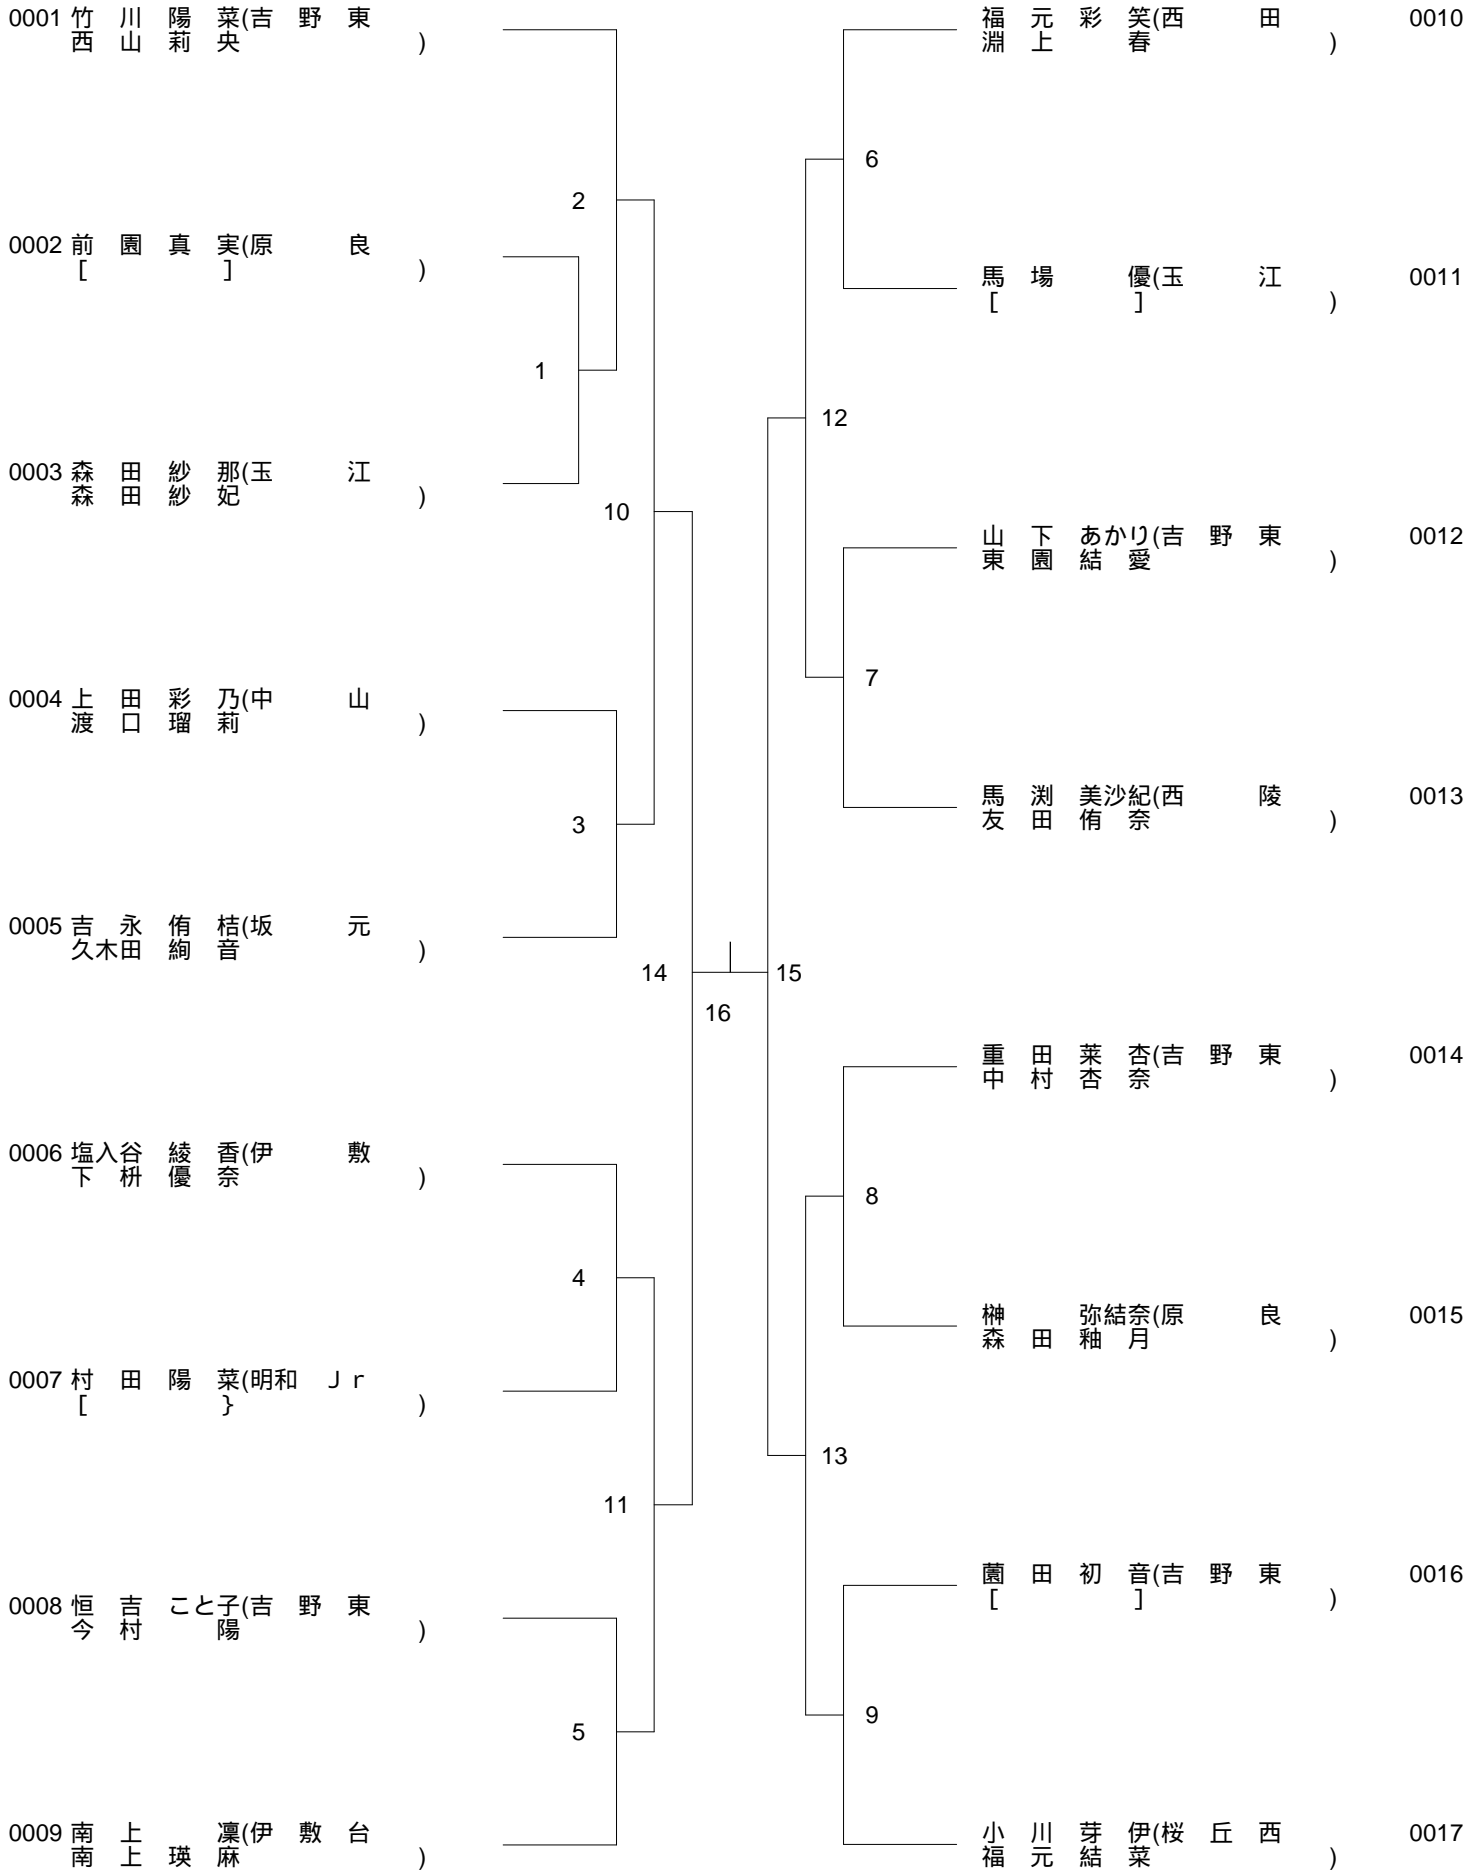 0001 竹　川　陽　菜(吉　野　東
西　山　莉　央　　　　)
2
0002 前　園　真　実(原　　　良
[　　　　　]　　　　)
1
0003 森　田　紗　那(玉　　　江
森　田　紗　妃　　　　)
10
0004 上　田　彩　乃(中　　　山
渡　口　瑠　莉　　　　)
3
0005 吉　永　侑　桔(坂　　　元
久木田　絢　音　　　　)
14
16
0006 塩入谷　綾　香(伊　　　敷
下　枡　優　奈　　　　)
4
0007 村　田　陽　菜(明和　Ｊｒ
[　　　　　}　　　　)
11
0008 恒　吉　こと子(吉　野　東
今　村　　　陽　　　　)
5
0009 南　上　　　凜(伊　敷　台
南　上　瑛　麻　　　　)
福　元　彩　笑(西　　　田　0010
淵　上　　　春　　　　)
6
馬　場　　　優(玉　　　江　0011
[　　　　　]　　　　)
12
山　下　あかり(吉　野　東　0012
東　園　結　愛　　　　)
7
馬　渕　美沙紀(西　　　陵　0013
友　田　侑　奈　　　　)
15
重　田　菜　杏(吉　野　東　0014
中　村　杏　奈　　　　)
8
榊　　　弥結奈(原　　　良　0015
森　田　釉　月　　　　)
13
薗　田　初　音(吉　野　東　0016
[　　　　　]　　　　)
9
小　川　芽　伊(桜　丘　西　0017
福　元　結　菜　　　　)